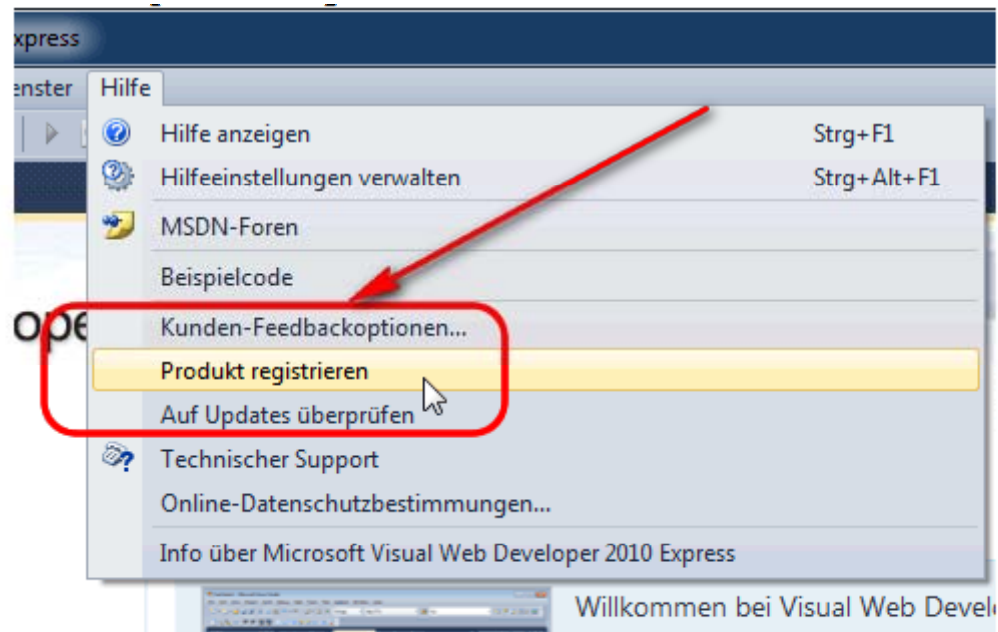 xpress
enster Hilfe
Hilfe anzeigen Strg+F1
Hilfeeinstellungen verwalten Strg+Alt+F1
MSDN-Foren
Beispielcode
ope
Kunden-Feedbackoptionen...
Produkt registrieren
Auf Updates überprüfen
Technischer Support
Online-Datenschutzbestimmungen...
Info über Microsoft Visual Web Developer 2010 Express
Willkommen bei Visual Web Devel